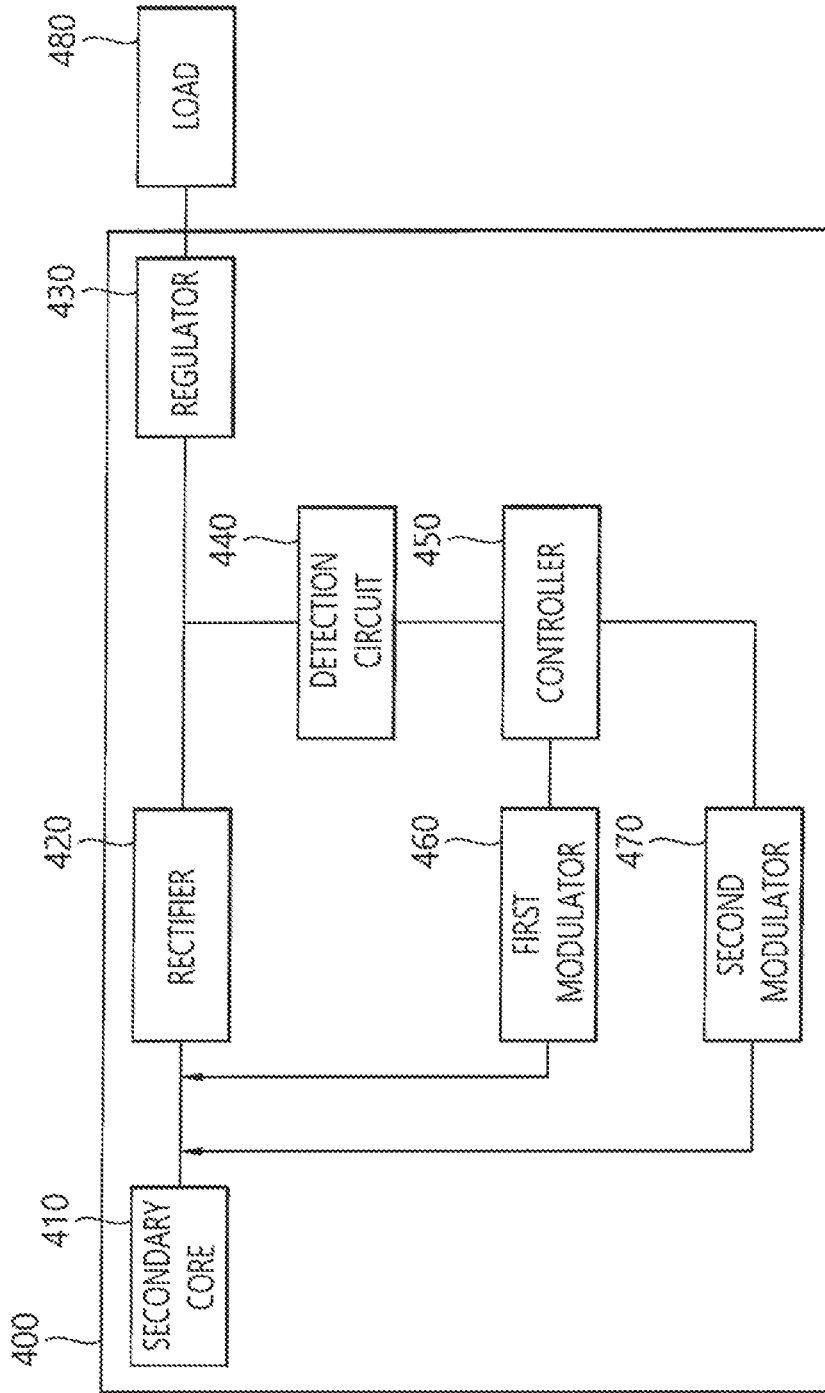 400
410
SECONDARY
CORE
420
RECTIFIER
430
REGULATOR
480
LOAD
440
DETECTION
CIRCUIT
450
CONTROLLER
460
FIRST
MODULATOR
470
SECOND
MODULATOR